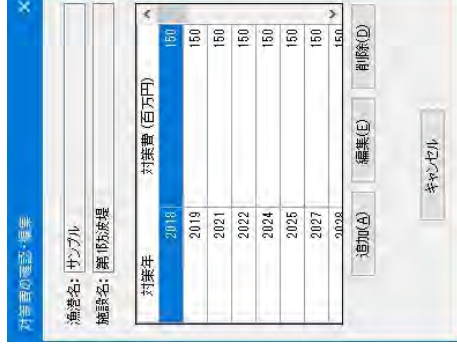 対策費の確認・編集
漁港名: サンプル
施設名: 第1防波堤
対策年 対策費(百万円)
2018 150
2019 150
2021 150
2022 150
2024 150
2025 150
2027 150
2028 150
追加(A) 編集(E) 削除(D)
キャンセル